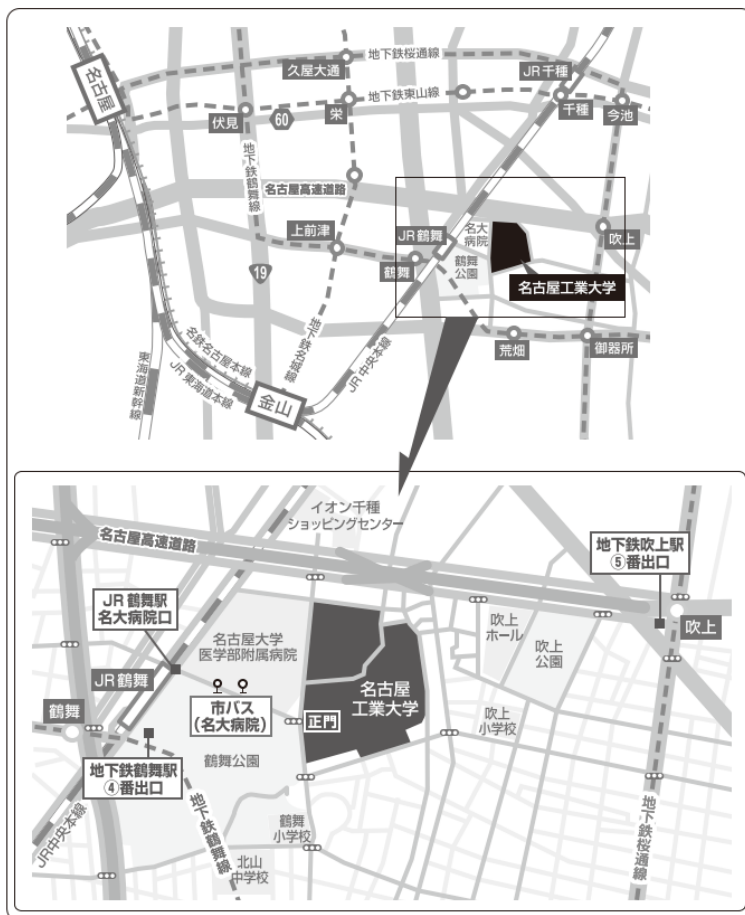 地下鉄桜通線
久屋大通
JR千種
名古屋
地下鉄東山線
千種
伏見
60
栄
今池
地下鉄鶴舞線
名古屋高速道路
上前津
JR鶴舞
名大
病院
吹上
鶴舞
鶴舞
公園
19
名古屋工業大学
地下鉄名城線
JR中央本線
荒畑
御器所
名鉄名古屋本線
JR東海道本線
東海道新幹線
金山
イオン千種
ショッピングセンター
名古屋高速道路
地下鉄吹上駅
⑤番出口
JR鶴舞駅
名大病院口
名古屋大学
医学部附属病院
吹上
ホール
吹上
公園
吹上
JR鶴舞
名古屋
工業大学
鶴舞
市バス
(名大病院)
正門
吹上
小学校
鶴舞公園
地下鉄鶴舞駅
④番出口
JR中央本線
地下鉄鶴舞線
鶴舞
小学校
北山
中学校
地下鉄桜通線